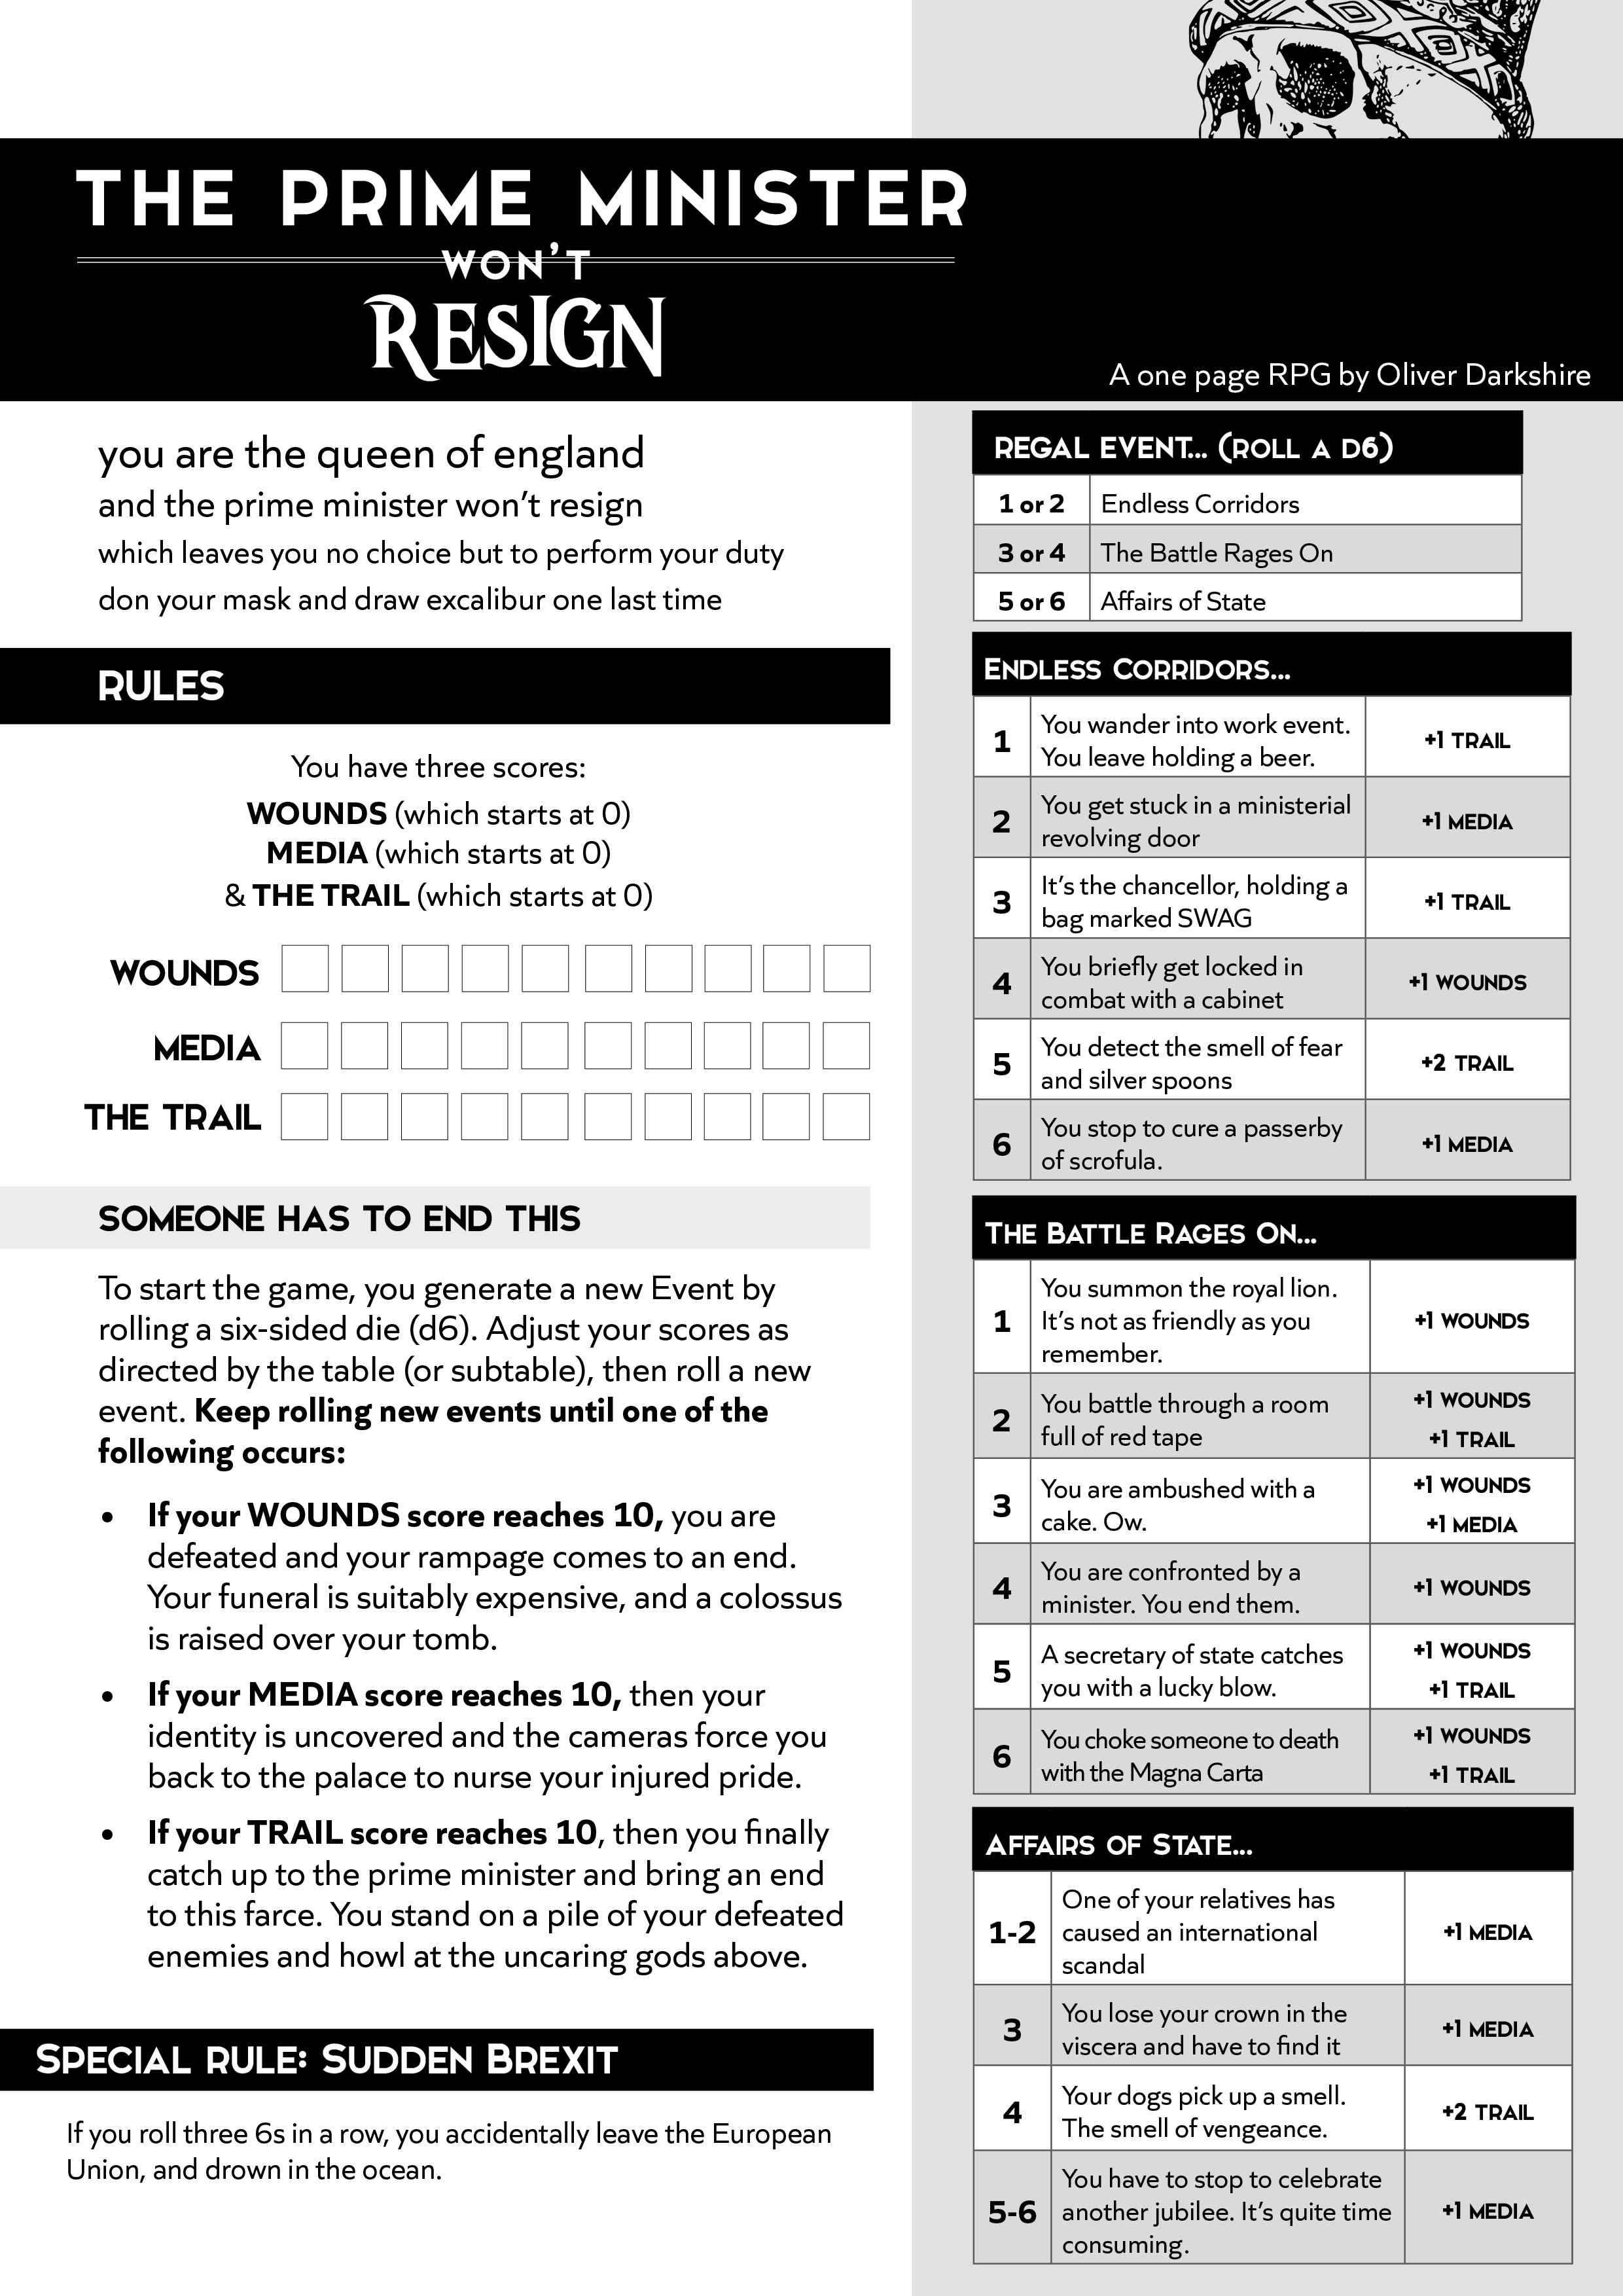 THE PRIME MINISTER
WON'T
RESIGN
A one page RPG by Oliver Darkshire
you are the queen of england
and the prime minister won't resign
which leaves you no choice but to perform your duty
don your mask and draw excalibur one last time
RULES
You have three scores:
WOUNDS (which starts at 0)
MEDIA (which starts at 0)
& THE TRAIL (which starts at 0)
WOUNDS
MEDIA
THE TRAIL
SOMEONE HAS TO END THIS
To start the game, you generate a new Event by
rolling a six-sided die (d6). Adjust your scores as
directed by the table (or subtable), then roll a new
event. Keep rolling new events until one of the
following occurs:
• If your WOUNDS score reaches 10, you are
defeated and your rampage comes to an end.
Your funeral is suitably expensive, and a colossus
is raised over your tomb.
• If your MEDIA score reaches 10, then your
identity is uncovered and the cameras force you
back to the palace to nurse your injured pride.
• If your TRAIL score reaches 10, then you finally
catch up to the prime minister and bring an end
to this farce. You stand on a pile of your defeated
enemies and howl at the uncaring gods above.
SPECIAL RULE: SUDDEN BREXIT
If you roll three 6s in a row, you accidentally leave the European
Union, and drown in the ocean.
REGAL EVENT... (ROLL A D6)
1 or 2 Endless Corridors
3 or 4 The Battle Rages On
5 or 6 Affairs of State
ENDLESS CORRIDORS...
1 You wander into work event.
You leave holding a beer.
+1 TRAIL
2 You get stuck in a ministerial
revolving door
+1 MEDIA
3 It's the chancellor, holding a
bag marked SWAG
+1 TRAIL
4 You briefly get locked in
combat with a cabinet
+1 WOUNDS
5 You detect the smell of fear
and silver spoons
+2 TRAIL
6 You stop to cure a passerby
of scrofula.
+1 MEDIA
THE BATTLE RAGES ON...
1 You summon the royal lion.
It's not as friendly as you
remember.
+1 WOUNDS
2 You battle through a room
full of red tape
+1 WOUNDS
+1 TRAIL
3 You are ambushed with a
cake. Ow.
+1 WOUNDS
+1 MEDIA
4 You are confronted by a
minister. You end them.
+1 WOUNDS
5 A secretary of state catches
you with a lucky blow.
+1 WOUNDS
+1 TRAIL
6 You choke someone to death
with the Magna Carta
+1 WOUNDS
+1 TRAIL
AFFAIRS OF STATE...
1-2 One of your relatives has
caused an international
scandal
+1 MEDIA
3 You lose your crown in the
viscera and have to find it
+1 MEDIA
4 Your dogs pick up a smell.
The smell of vengeance.
+2 TRAIL
5-6 You have to stop to celebrate
another jubilee. It's quite time
consuming.
+1 MEDIA